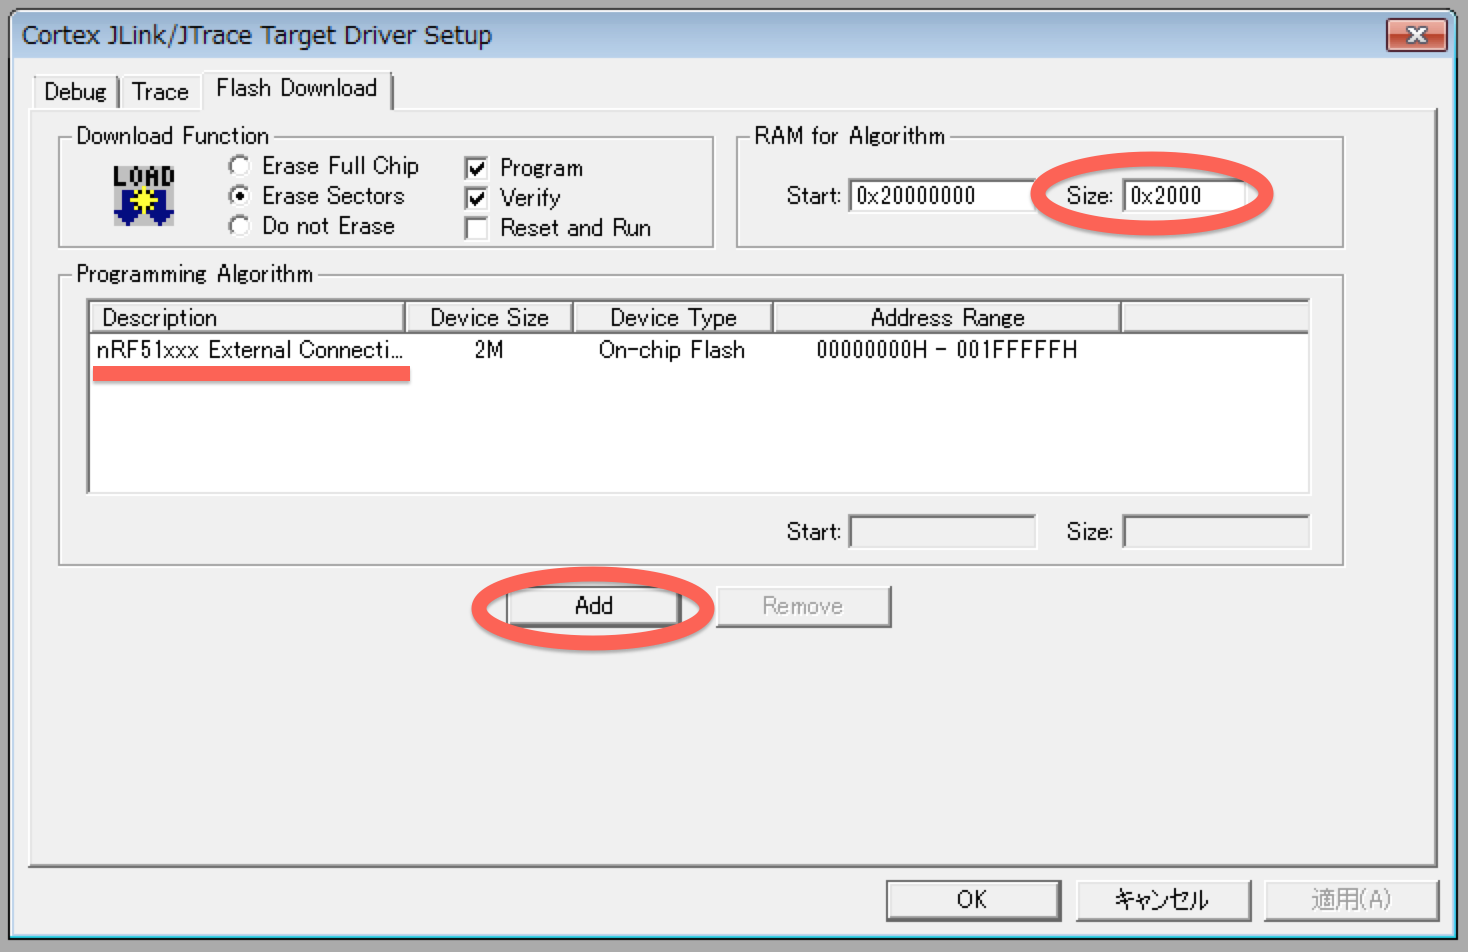 Cortex JLink/JTrace Target Driver Setup
Debug Trace Flash Download
Download Function
LOAD
Erase Full Chip
Erase Sectors
Do not Erase
Program
Verify
Reset and Run
RAM for Algorithm
Start: 0x20000000 Size: 0x2000
Programming Algorithm
Description Device Size Device Type Address Range
nRF51xxx External Connecti... 2M On-chip Flash 00000000H - 001FFFFFH
Start: Size:
Add Remove
OK キャンセル 適用(A)